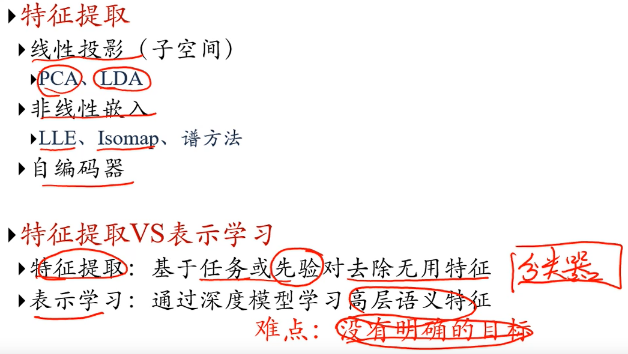 特征提取
线性投影（子空间）
PCA、LDA
非线性嵌入
LLE、Isomap、谱方法
自编码器
特征提取VS表示学习
特征提取：基于任务或先验对去除无用特征
分类器
表示学习：通过深度模型学习高层语义特征
难点：没有明确的目标